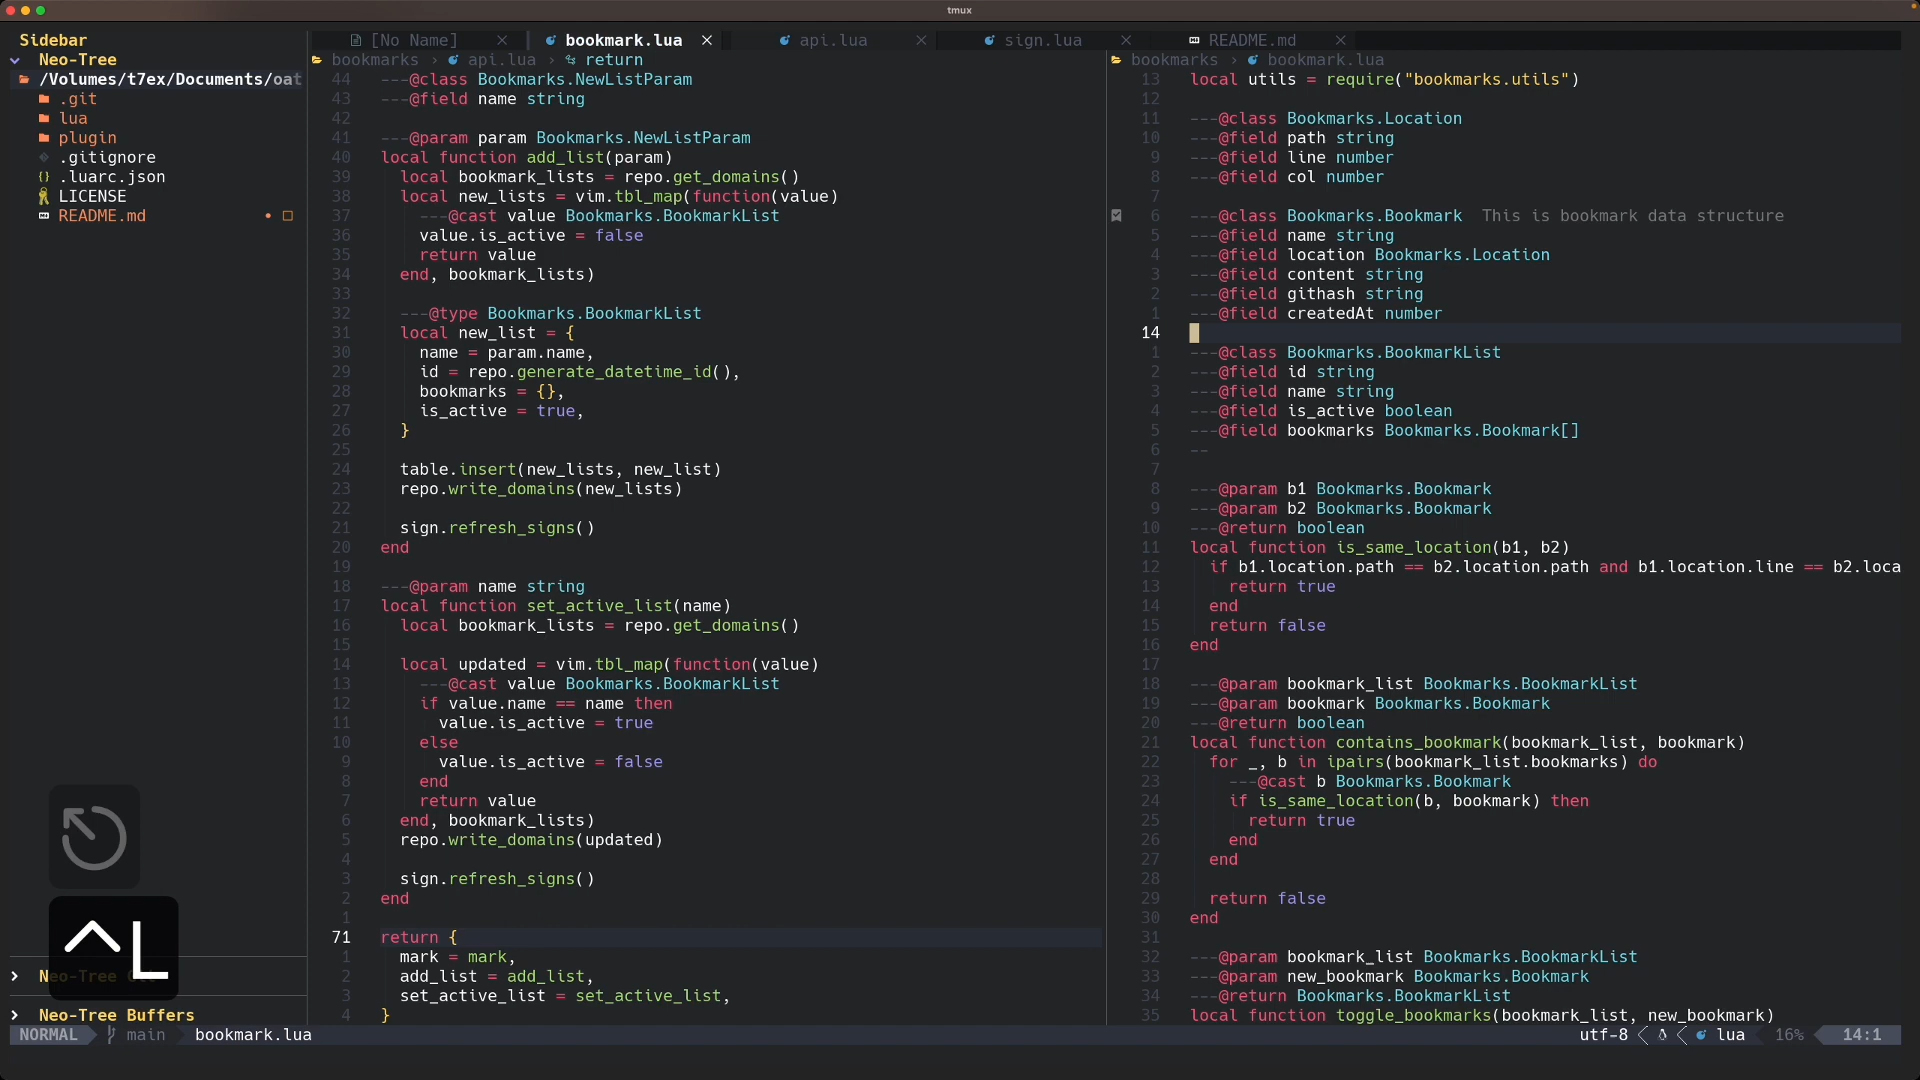 tmux
Sidebar
Neo-Tree
/Volumes/t7ex/Documents/oat
.git
lua
plugin
.gitignore
.luarc.json
LICENSE
README.md
^L
Neo-Tree
Neo-Tree Buffers
[No Name] bookmark.lua api.lua sign.lua README.md
bookmarks > api.lua > return
44 ---@class Bookmarks.NewListParam
43 ---@field name string
42
41 ---@param param Bookmarks.NewListParam
40 local function add_list(param)
39   local bookmark_lists = repo.get_domains()
38   local new_lists = vim.tbl_map(function(value)
37     ---@cast value Bookmarks.BookmarkList
36     value.is_active = false
35     return value
34   end, bookmark_lists)
33
32   ---@type Bookmarks.BookmarkList
31   local new_list = {
30     name = param.name,
29     id = repo.generate_datetime_id(),
28     bookmarks = {},
27     is_active = true,
26   }
25
24   table.insert(new_lists, new_list)
23   repo.write_domains(new_lists)
22
21   sign.refresh_signs()
20 end
19
18 ---@param name string
17 local function set_active_list(name)
16   local bookmark_lists = repo.get_domains()
15
14   local updated = vim.tbl_map(function(value)
13     ---@cast value Bookmarks.BookmarkList
12     if value.name == name then
11       value.is_active = true
10     else
9       value.is_active = false
8     end
7     return value
6   end, bookmark_lists)
5   repo.write_domains(updated)
4
3   sign.refresh_signs()
2 end
1
71 return {
1   mark = mark,
2   add_list = add_list,
3   set_active_list = set_active_list,
4 }
bookmarks > bookmark.lua
13 local utils = require("bookmarks.utils")
12
11 ---@class Bookmarks.Location
10 ---@field path string
9 ---@field line number
8 ---@field col number
7
6 ---@class Bookmarks.Bookmark  This is bookmark data structure
5 ---@field name string
4 ---@field location Bookmarks.Location
3 ---@field content string
2 ---@field githash string
1 ---@field createdAt number
14
1 ---@class Bookmarks.BookmarkList
2 ---@field id string
3 ---@field name string
4 ---@field is_active boolean
5 ---@field bookmarks Bookmarks.Bookmark[]
6 --
7
8 ---@param b1 Bookmarks.Bookmark
9 ---@param b2 Bookmarks.Bookmark
10 ---@return boolean
11 local function is_same_location(b1, b2)
12   if b1.location.path == b2.location.path and b1.location.line == b2.loca
13     return true
14   end
15   return false
16 end
17
18 ---@param bookmark_list Bookmarks.BookmarkList
19 ---@param bookmark Bookmarks.Bookmark
20 ---@return boolean
21 local function contains_bookmark(bookmark_list, bookmark)
22   for _, b in ipairs(bookmark_list.bookmarks) do
23     ---@cast b Bookmarks.Bookmark
24     if is_same_location(b, bookmark) then
25       return true
26     end
27   end
28
29   return false
30 end
31
32 ---@param bookmark_list Bookmarks.BookmarkList
33 ---@param new_bookmark Bookmarks.Bookmark
34 ---@return Bookmarks.BookmarkList
35 local function toggle_bookmarks(bookmark_list, new_bookmark)
NORMAL main bookmark.lua utf-8 lua 16% 14:1